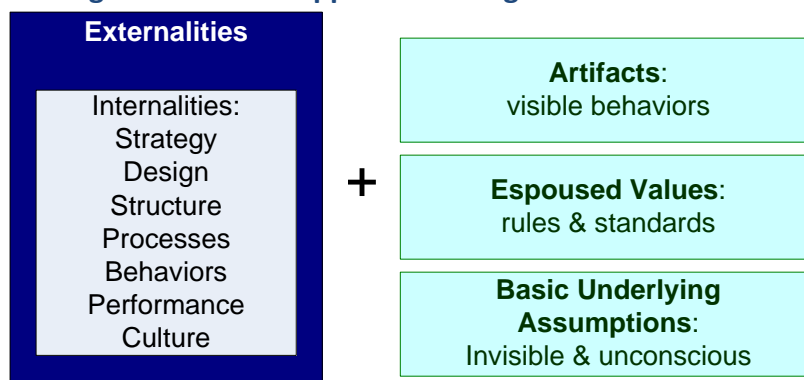 Externalities
Internalities:
Strategy
Design
Structure
Processes
Behaviors
Performance
Culture
+
Artifacts:
visible behaviors
Espoused Values:
rules & standards
Basic Underlying
Assumptions:
Invisible & unconscious